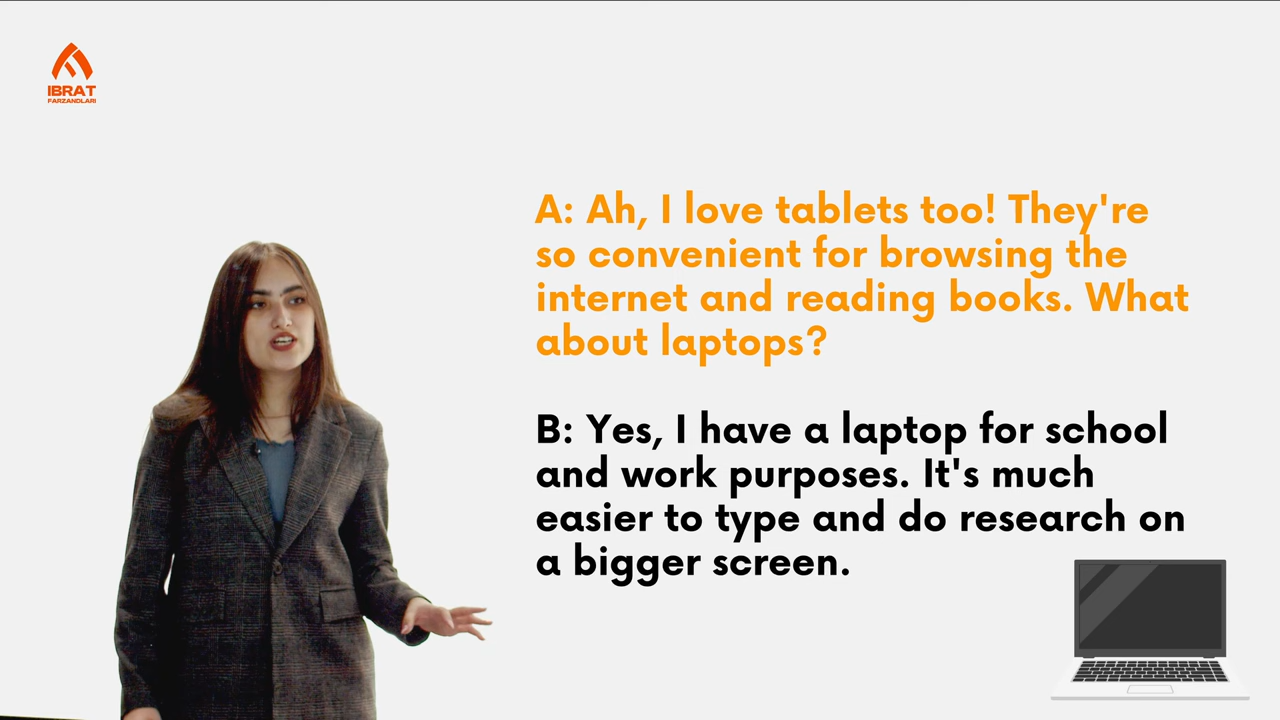 IBRAT
FARZANDLARI
A: Ah, I love tablets too! They're
so convenient for browsing the
internet and reading books. What
about laptops?
B: Yes, I have a laptop for school
and work purposes. It's much
easier to type and do research on
a bigger screen.